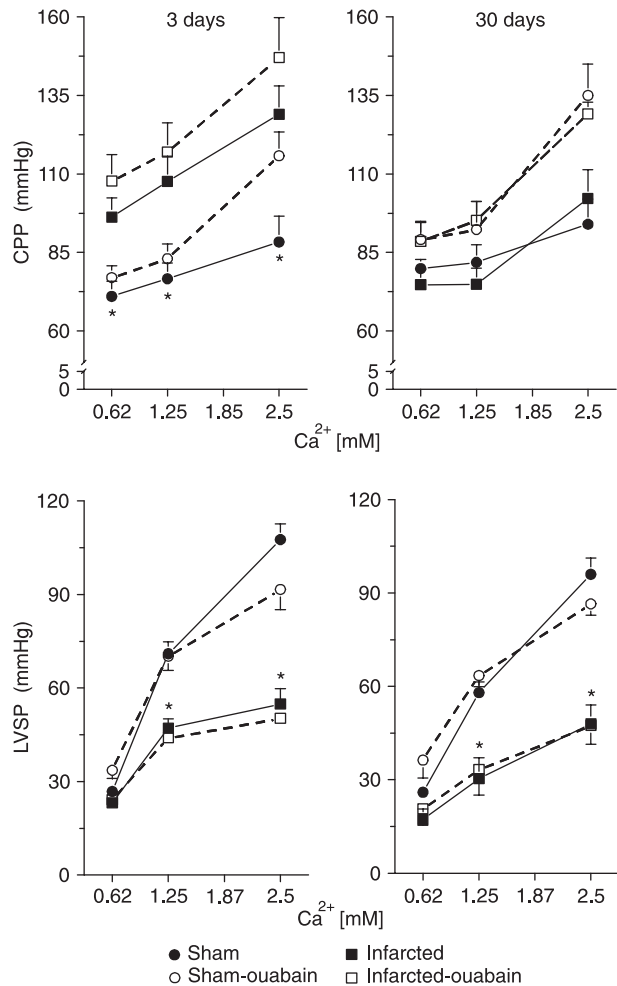 3 days
30 days
CPP (mmHg)
160
135
110
85
60
5
0
160
135
110
85
60
5
0
*
*
*
0.62 1.25 1.85 2.5
0.62 1.25 1.85 2.5
Ca2+ [mM]
LVSP (mmHg)
120
90
60
30
0
120
90
60
30
0
*
*
*
*
0.62 1.25 1.87 2.5
0.62 1.25 1.87 2.5
Ca2+ [mM]
Sham
Infarcted
Sham-ouabain
Infarcted-ouabain